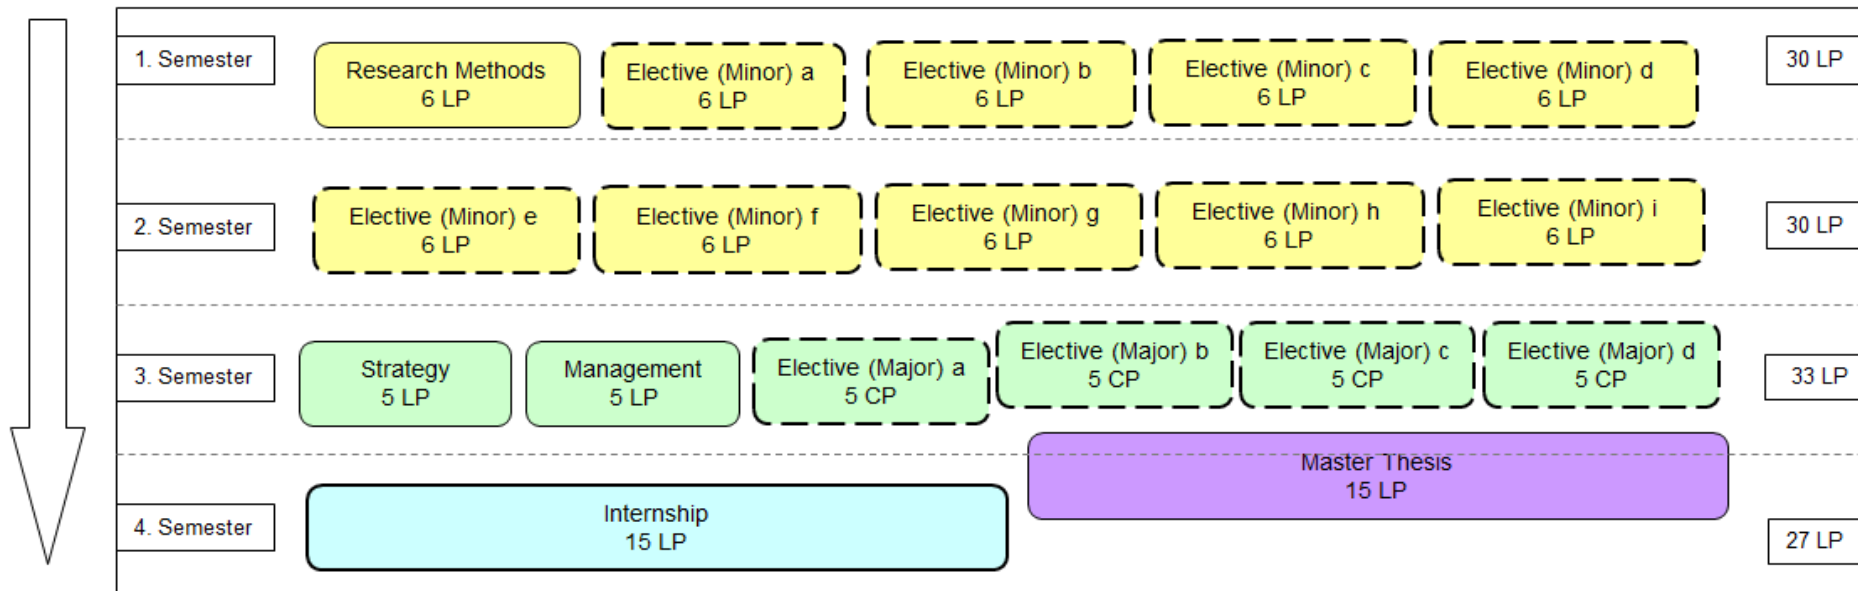 1. Semester
Research Methods
6 LP
Elective (Minor) a
6 LP
Elective (Minor) b
6 LP
Elective (Minor) c
6 LP
Elective (Minor) d
6 LP
30 LP
2. Semester
Elective (Minor) e
6 LP
Elective (Minor) f
6 LP
Elective (Minor) g
6 LP
Elective (Minor) h
6 LP
Elective (Minor) i
6 LP
30 LP
3. Semester
Strategy
5 LP
Management
5 LP
Elective (Major) a
5 CP
Elective (Major) b
5 CP
Elective (Major) c
5 CP
Elective (Major) d
5 CP
33 LP
Master Thesis
15 LP
4. Semester
Internship
15 LP
27 LP